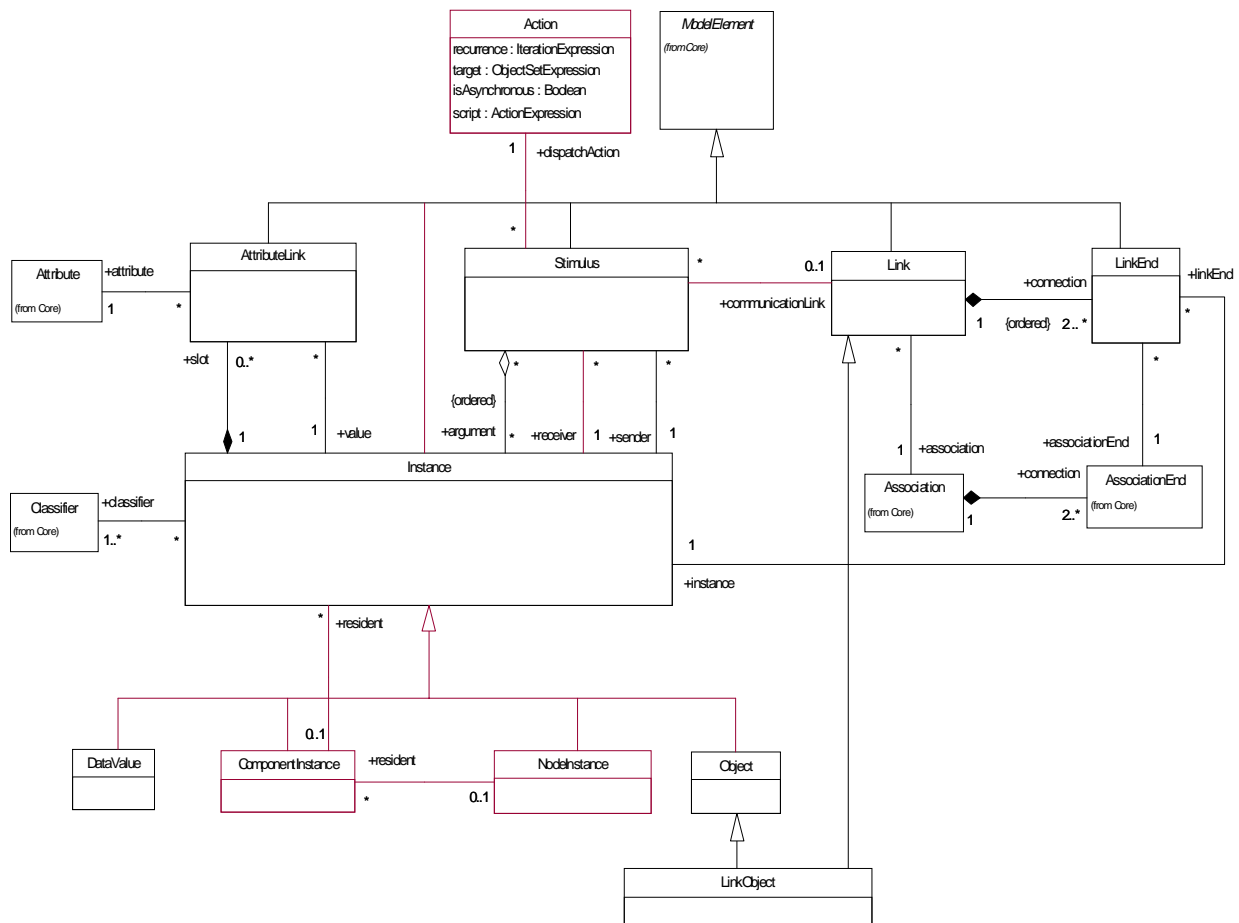 Action
recurrence : IterationExpression
target : ObjectSetExpression
isAsynchronous : Boolean
script : ActionExpression
ModelElement
(from Core)
1
+dispatchAction
*
AttributeLink
Stimulus
Link
LinkEnd
Attribute
(from Core)
+attribute
1
*
*
0..1
+communicationLink
+connection
1
{ordered}
2..*
+linkEnd
*
+slot
0..*
*
1
1
+value
{ordered}
+argument
*
*
*
+receiver
1
*
+sender
1
*
1
+association
*
+associationEnd
1
Instance
Association
(from Core)
1
+connection
2..*
AssociationEnd
(from Core)
Classifier
(from Core)
+classifier
1..*
*
1
+instance
*
+resident
0..1
DataValue
ComponentInstance
+resident
*
0..1
NodeInstance
Object
LinkObject